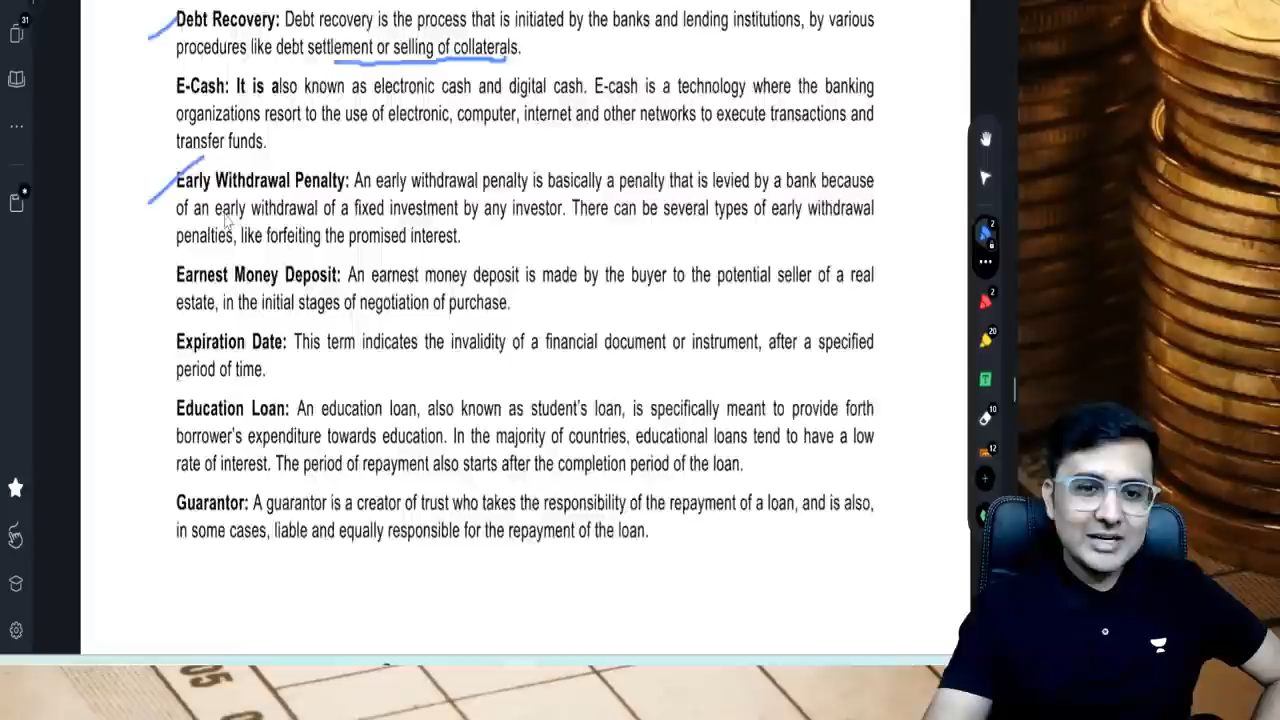 Debt Recovery: Debt recovery is the process that is initiated by the banks and lending institutions, by various
procedures like debt settlement or selling of collaterals.
E-Cash: It is also known as electronic cash and digital cash. E-cash is a technology where the banking
organizations resort to the use of electronic, computer, internet and other networks to execute transactions and
transfer funds.
Early Withdrawal Penalty: An early withdrawal penalty is basically a penalty that is levied by a bank because
of an early withdrawal of a fixed investment by any investor. There can be several types of early withdrawal
penalties, like forfeiting the promised interest.
Earnest Money Deposit: An earnest money deposit is made by the buyer to the potential seller of a real
estate, in the initial stages of negotiation of purchase.
Expiration Date: This term indicates the invalidity of a financial document or instrument, after a specified
period of time.
Education Loan: An education loan, also known as student's loan, is specifically meant to provide forth
borrower's expenditure towards education. In the majority of countries, educational loans tend to have a low
rate of interest. The period of repayment also starts after the completion period of the loan.
Guarantor: A guarantor is a creator of trust who takes the responsibility of the repayment of a loan, and is also,
in some cases, liable and equally responsible for the repayment of the loan.
31
2
2
20
T
10
12
05